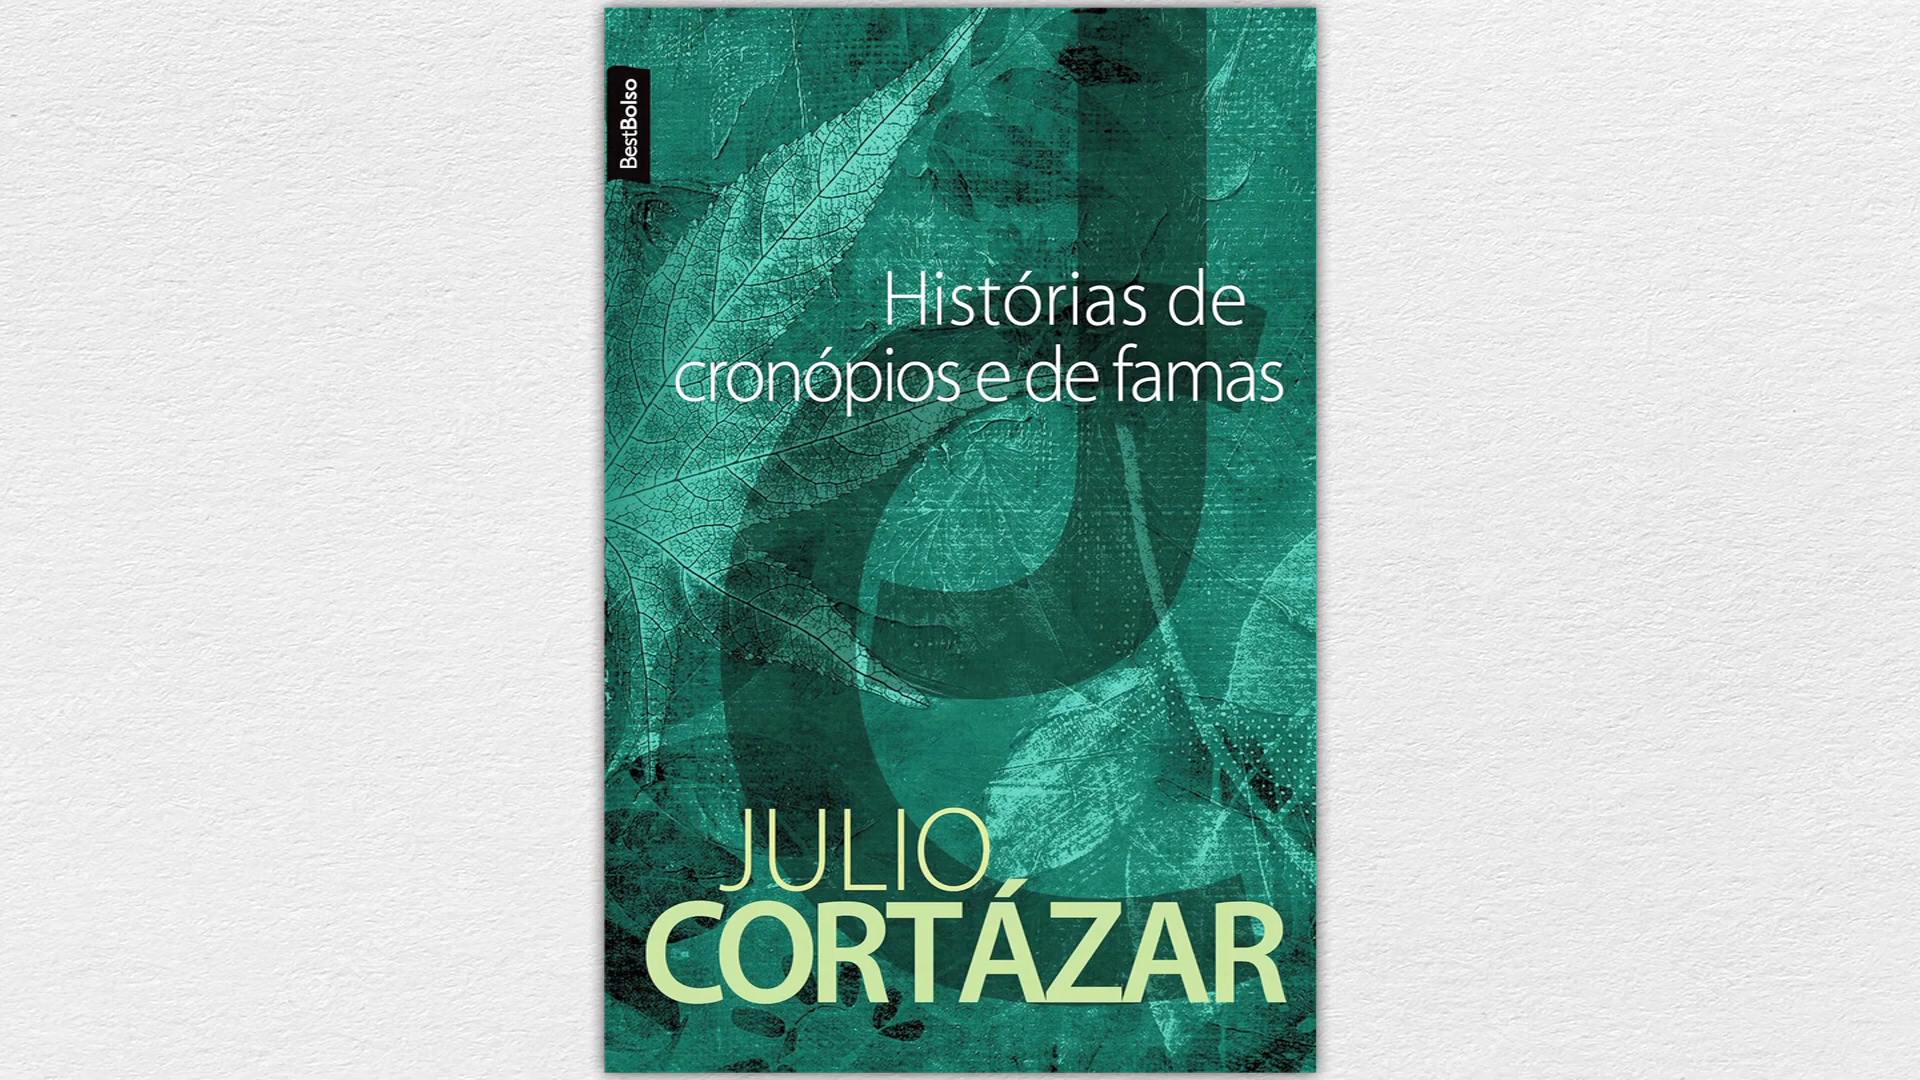 BestBolso
Histórias de
cronópios e de famas
JULIO
CORTÁZAR